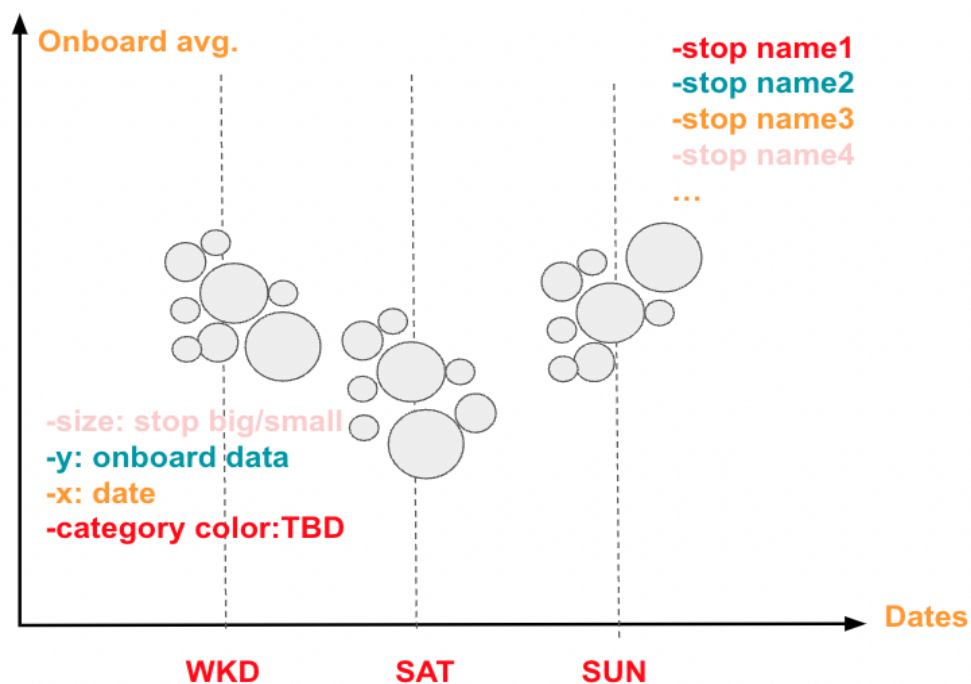 Onboard avg.
-stop name1
-stop name2
-stop name3
-stop name4
...
-size: stop big/small
-y: onboard data
-x: date
-category color:TBD
Dates
WKD
SAT
SUN